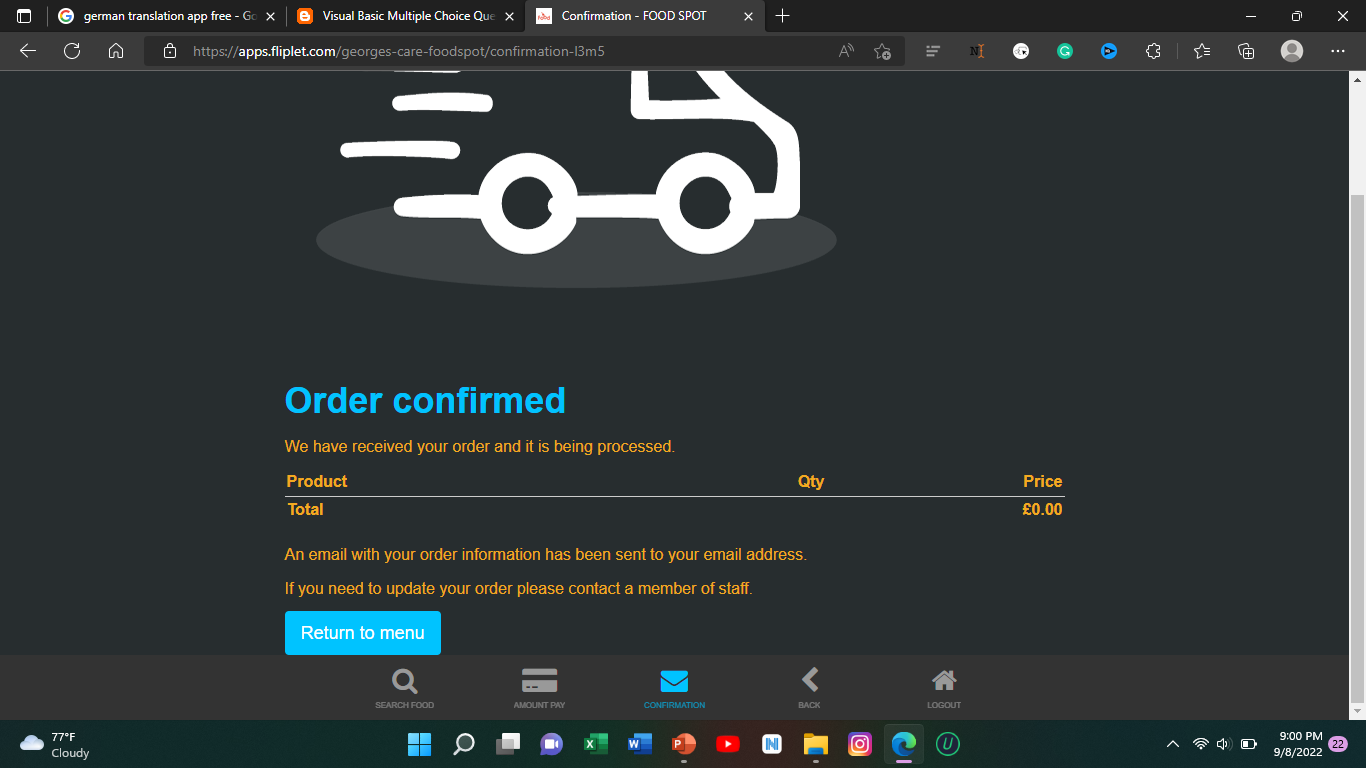 german translation app free - Go
Visual Basic Multiple Choice Que
Confirmation - FOOD SPOT
https://apps.fliplet.com/georges-care-foodspot/confirmation-l3m5
Order confirmed
We have received your order and it is being processed.
Product Qty Price
Total £0.00
An email with your order information has been sent to your email address.
If you need to update your order please contact a member of staff.
Return to menu
SEARCH FOOD AMOUNT PAY CONFIRMATION BACK LOGOUT
77°F
Cloudy
9:00 PM
9/8/2022
22